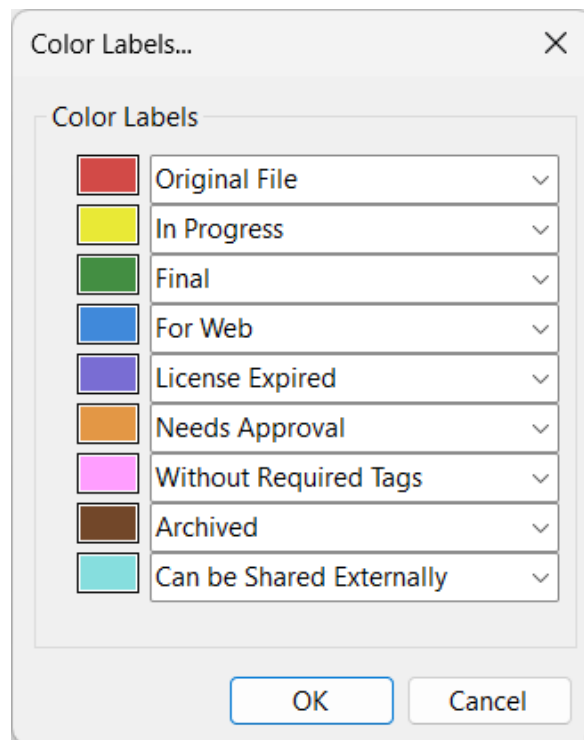 Color Labels...
Color Labels
Original File
In Progress
Final
For Web
License Expired
Needs Approval
Without Required Tags
Archived
Can be Shared Externally
OK Cancel